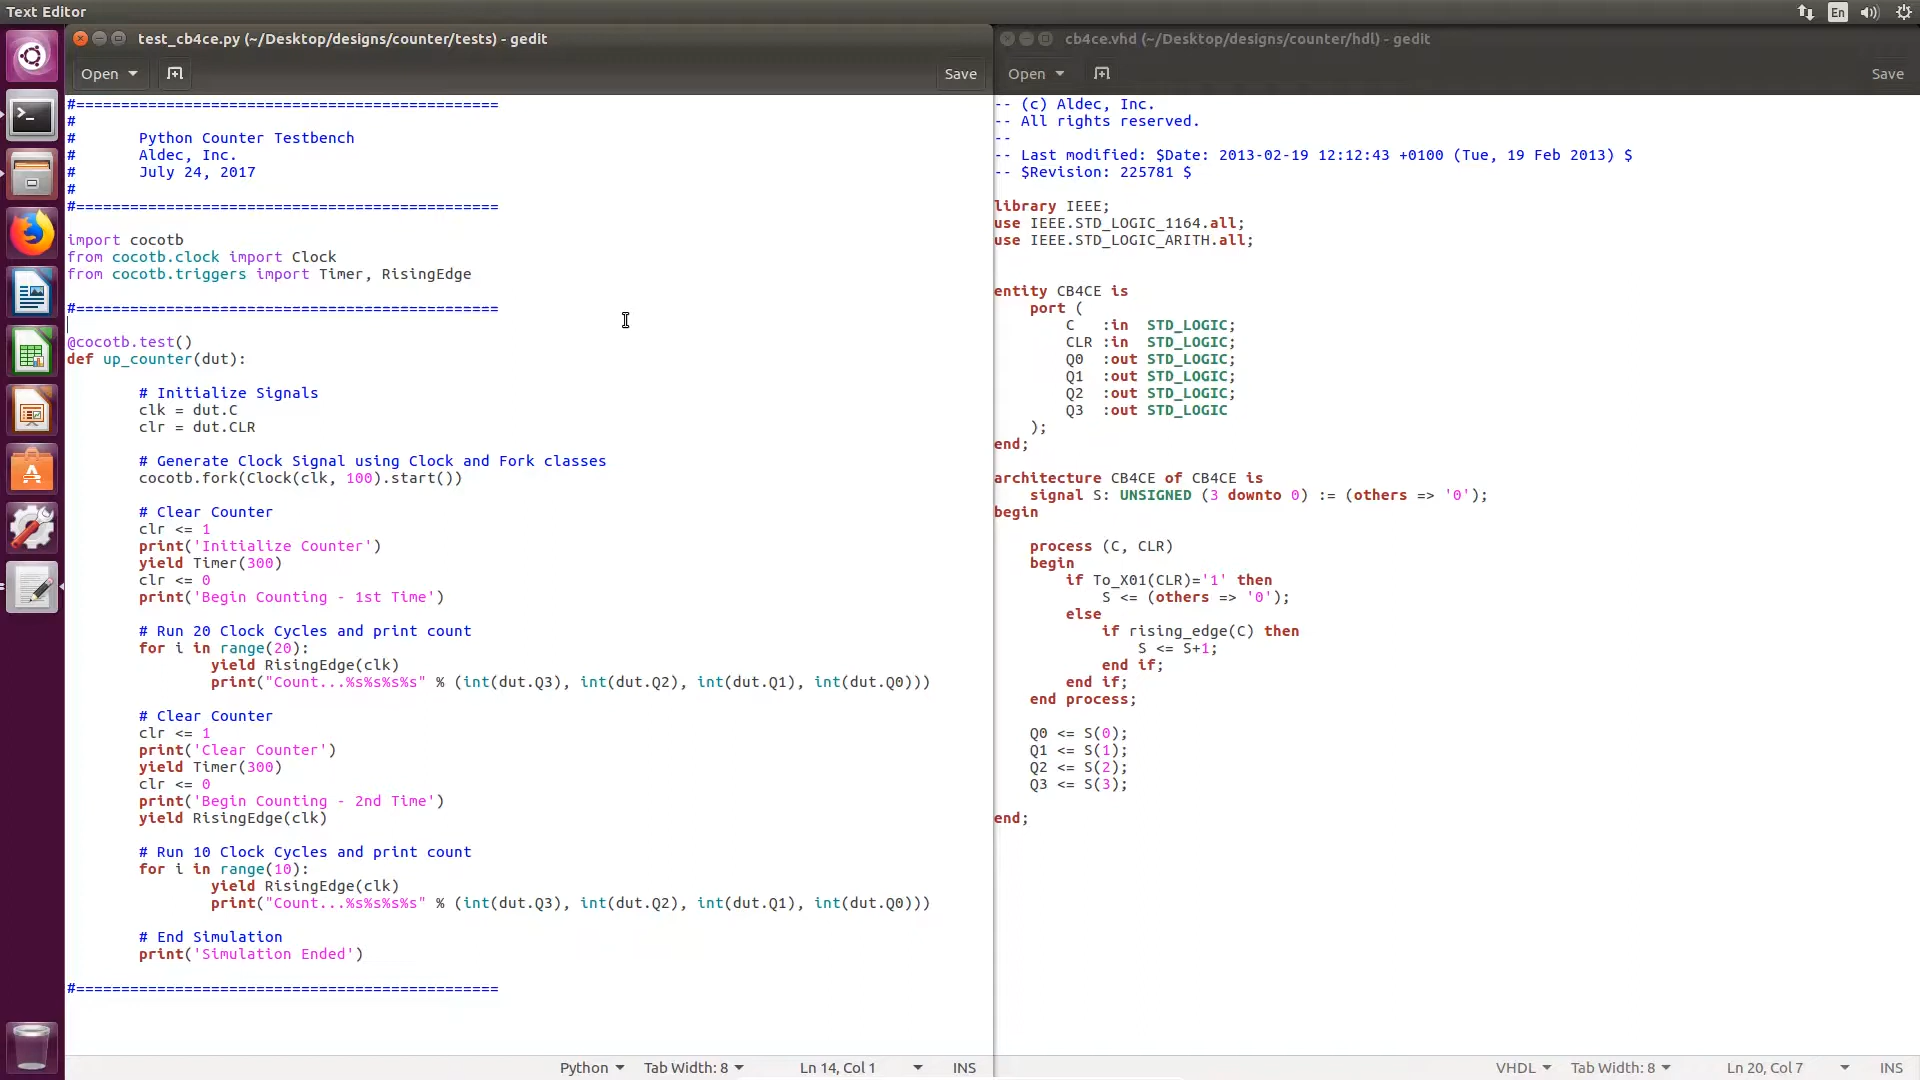 Text Editor
En
test_cb4ce.py (~/Desktop/designs/counter/tests) - gedit
Open
Save
#===============================================
#
#       Python Counter Testbench
#       Aldec, Inc.
#       July 24, 2017
#
#===============================================
import cocotb
from cocotb.clock import Clock
from cocotb.triggers import Timer, RisingEdge
#===============================================
@cocotb.test()
def up_counter(dut):
        # Initialize Signals
        clk = dut.C
        clr = dut.CLR
        # Generate Clock Signal using Clock and Fork classes
        cocotb.fork(Clock(clk, 100).start())
        # Clear Counter
        clr <= 1
        print('Initialize Counter')
        yield Timer(300)
        clr <= 0
        print('Begin Counting - 1st Time')
        # Run 20 Clock Cycles and print count
        for i in range(20):
                yield RisingEdge(clk)
                print("Count...%s%s%s%s" % (int(dut.Q3), int(dut.Q2), int(dut.Q1), int(dut.Q0)))
        # Clear Counter
        clr <= 1
        print('Clear Counter')
        yield Timer(300)
        clr <= 0
        print('Begin Counting - 2nd Time')
        yield RisingEdge(clk)
        # Run 10 Clock Cycles and print count
        for i in range(10):
                yield RisingEdge(clk)
                print("Count...%s%s%s%s" % (int(dut.Q3), int(dut.Q2), int(dut.Q1), int(dut.Q0)))
        # End Simulation
        print('Simulation Ended')
#===============================================
Python
Tab Width: 8
Ln 14, Col 1
INS
cb4ce.vhd (~/Desktop/designs/counter/hdl) - gedit
Open
Save
-- (c) Aldec, Inc.
-- All rights reserved.
--
-- Last modified: $Date: 2013-02-19 12:12:43 +0100 (Tue, 19 Feb 2013) $
-- $Revision: 225781 $
library IEEE;
use IEEE.STD_LOGIC_1164.all;
use IEEE.STD_LOGIC_ARITH.all;
entity CB4CE is
    port (
        C   :in  STD_LOGIC;
        CLR :in  STD_LOGIC;
        Q0  :out STD_LOGIC;
        Q1  :out STD_LOGIC;
        Q2  :out STD_LOGIC;
        Q3  :out STD_LOGIC
    );
end;
architecture CB4CE of CB4CE is
    signal S: UNSIGNED (3 downto 0) := (others => '0');
begin
    process (C, CLR)
    begin
        if To_X01(CLR)='1' then
            S <= (others => '0');
        else
            if rising_edge(C) then
                S <= S+1;
            end if;
        end if;
    end process;
    Q0 <= S(0);
    Q1 <= S(1);
    Q2 <= S(2);
    Q3 <= S(3);
end;
VHDL
Tab Width: 8
Ln 20, Col 7
INS